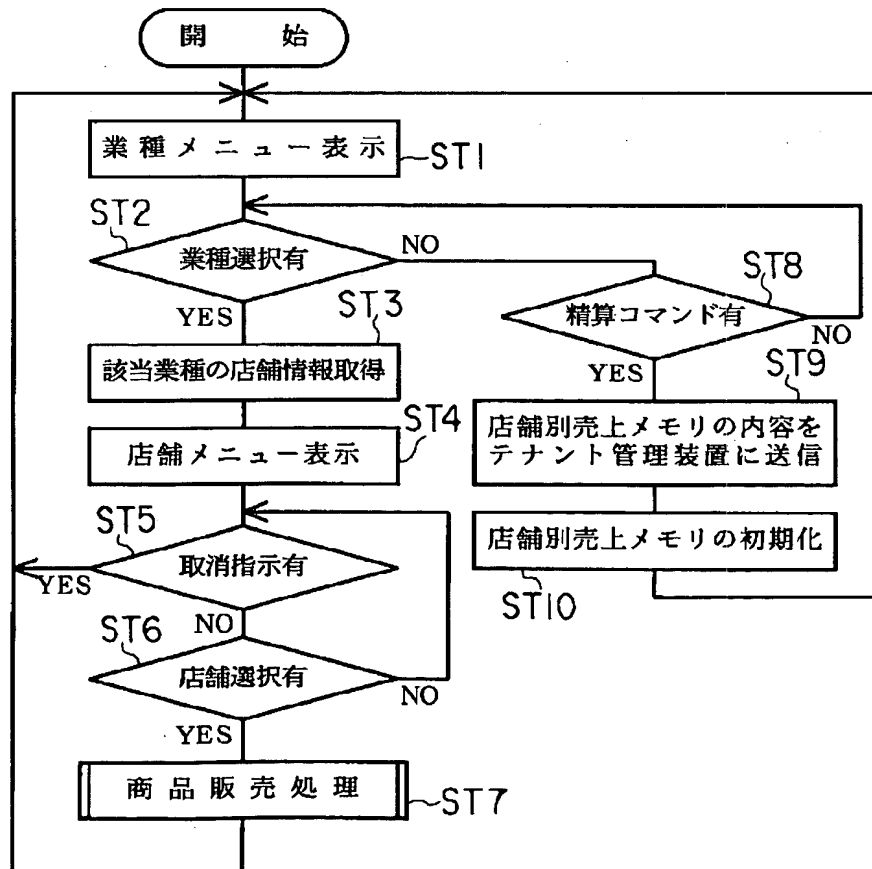 開 始
業種メニュー表示
ST1
ST2
業種選択有
NO
YES
ST3
該当業種の店舗情報取得
店舗メニュー表示
ST4
ST5
取消指示有
YES
NO
ST6
店舗選択有
NO
YES
商品販売処理
ST7
ST8
精算コマンド有
NO
YES
ST9
店舗別売上メモリの内容を
テナント管理装置に送信
店舗別売上メモリの初期化
ST10